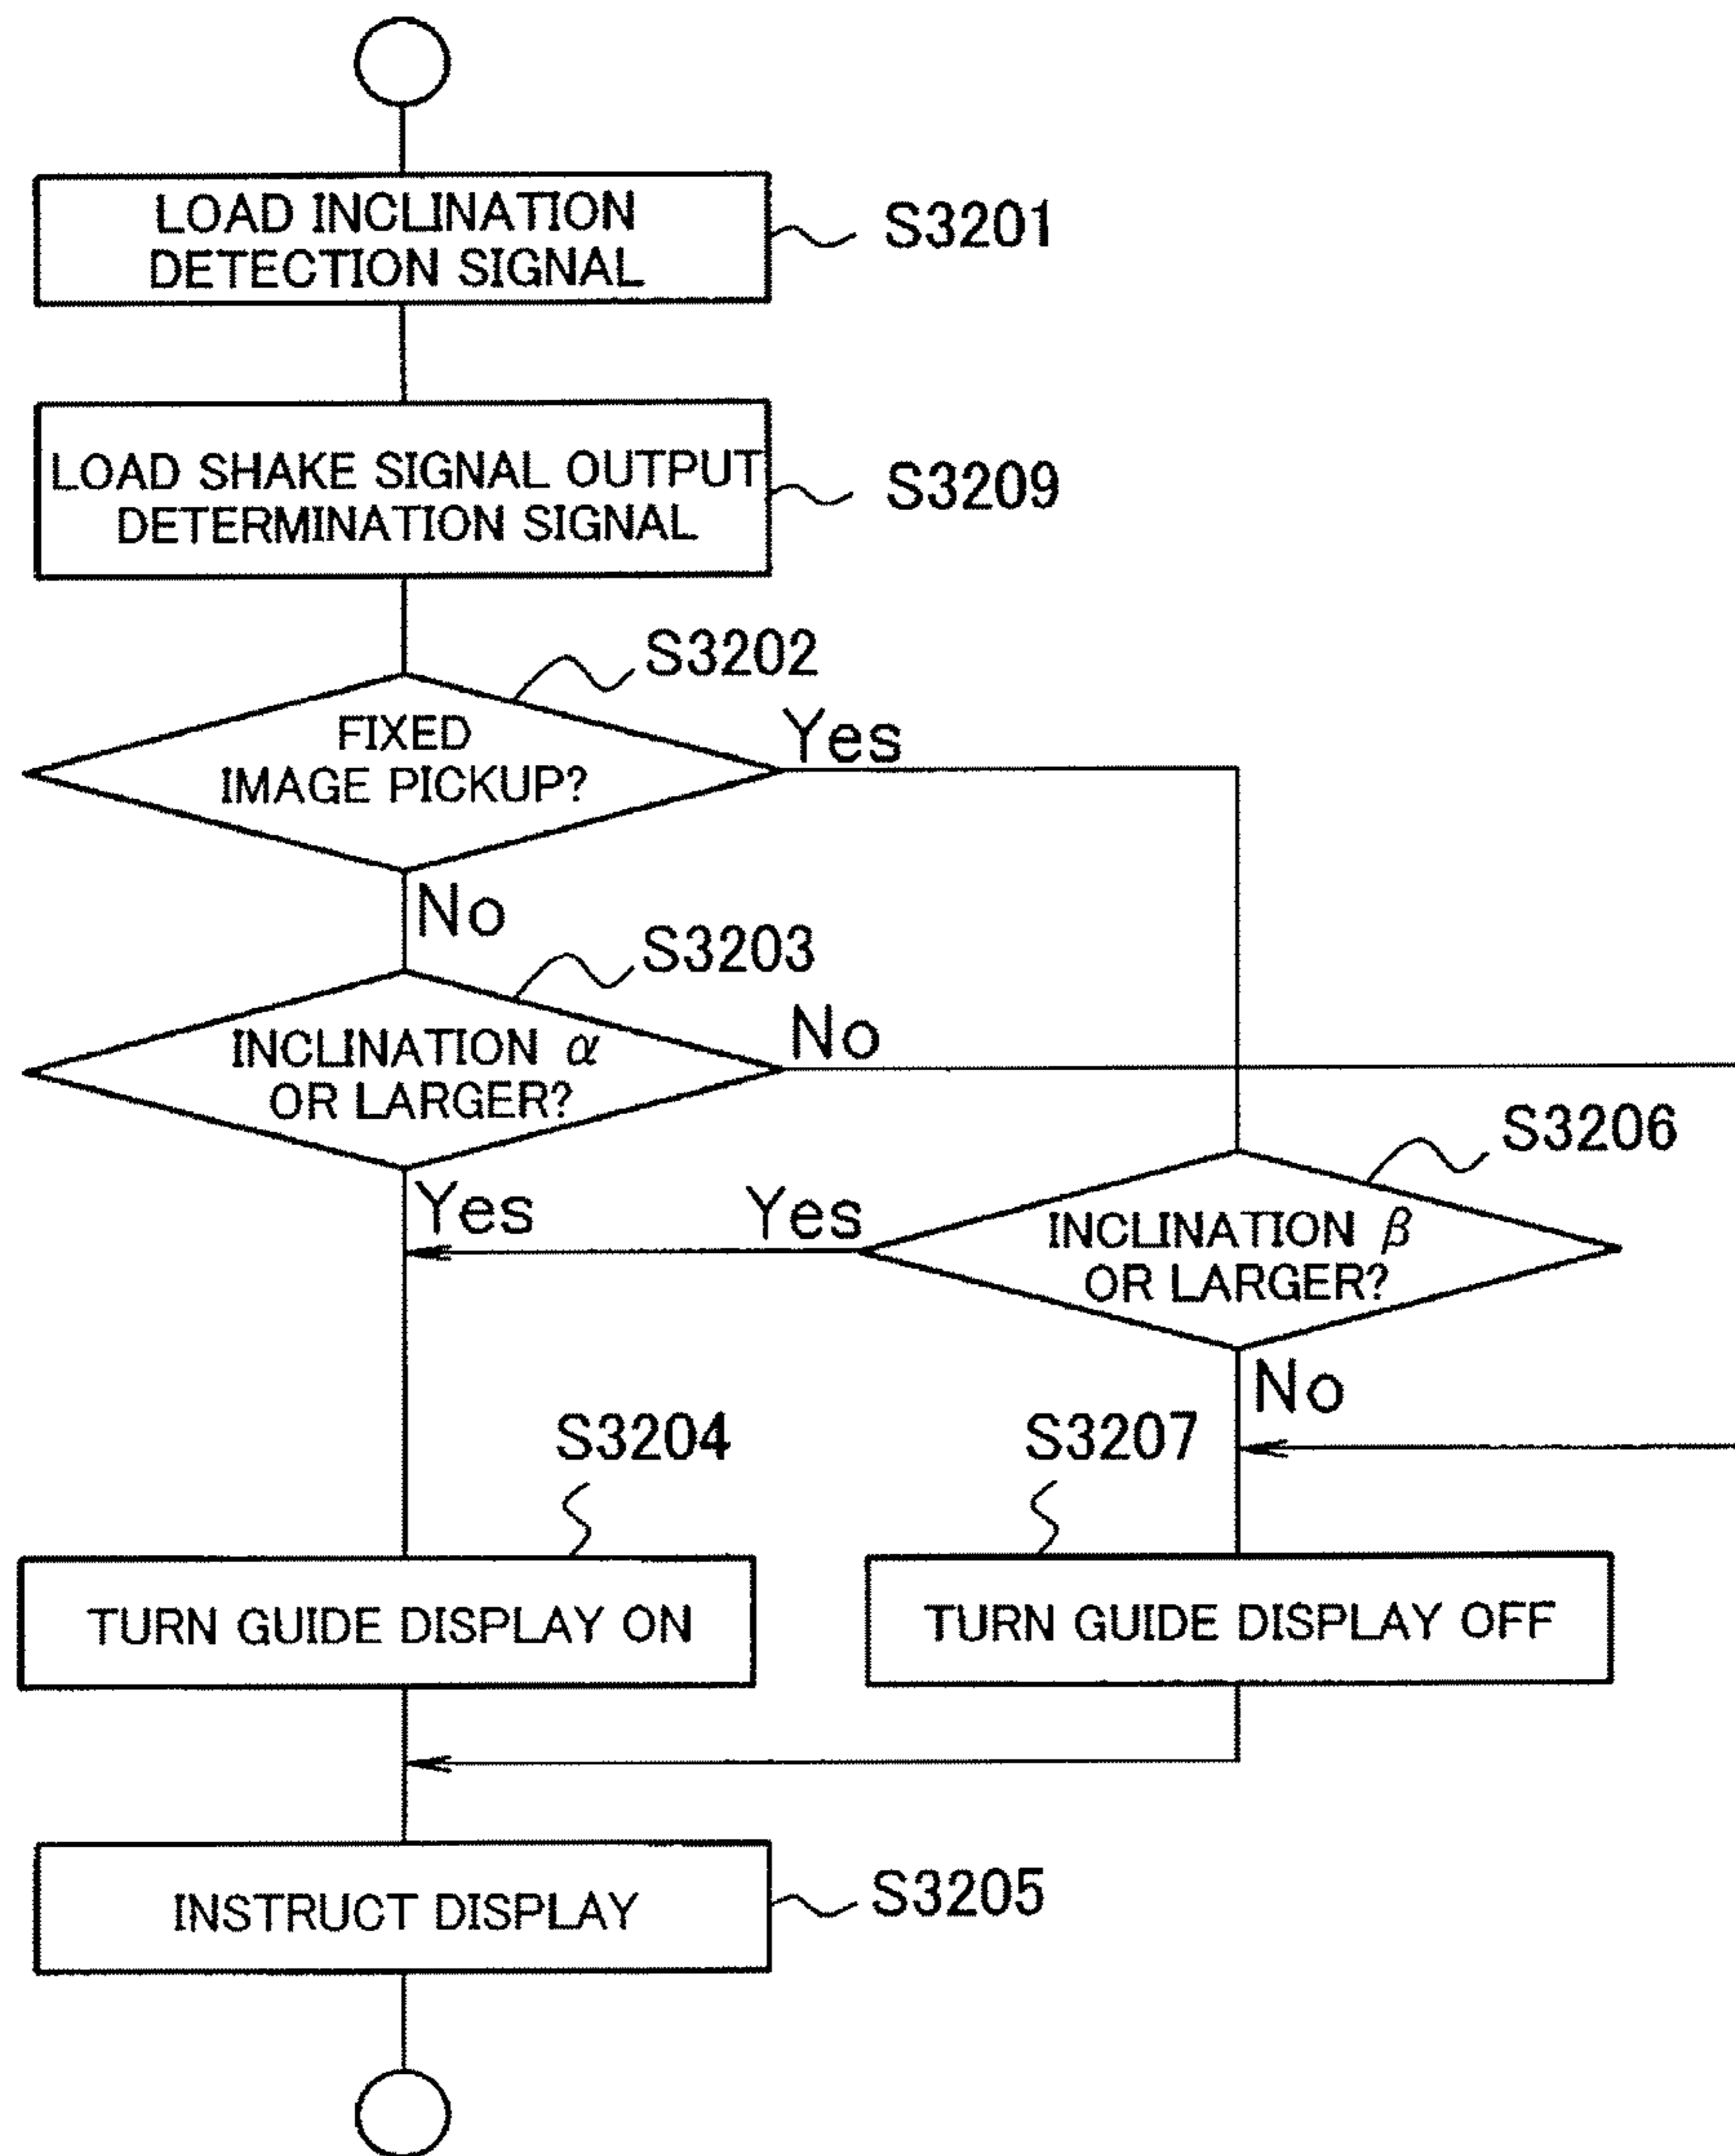 LOAD INCLINATION
DETECTION SIGNAL
S3201
LOAD SHAKE SIGNAL OUTPUT
DETERMINATION SIGNAL
S3209
S3202
FIXED
IMAGE PICKUP?
Yes
No
S3203
INCLINATION α
OR LARGER?
No
Yes
S3206
INCLINATION β
OR LARGER?
Yes
No
S3204
TURN GUIDE DISPLAY ON
S3207
TURN GUIDE DISPLAY OFF
INSTRUCT DISPLAY
S3205